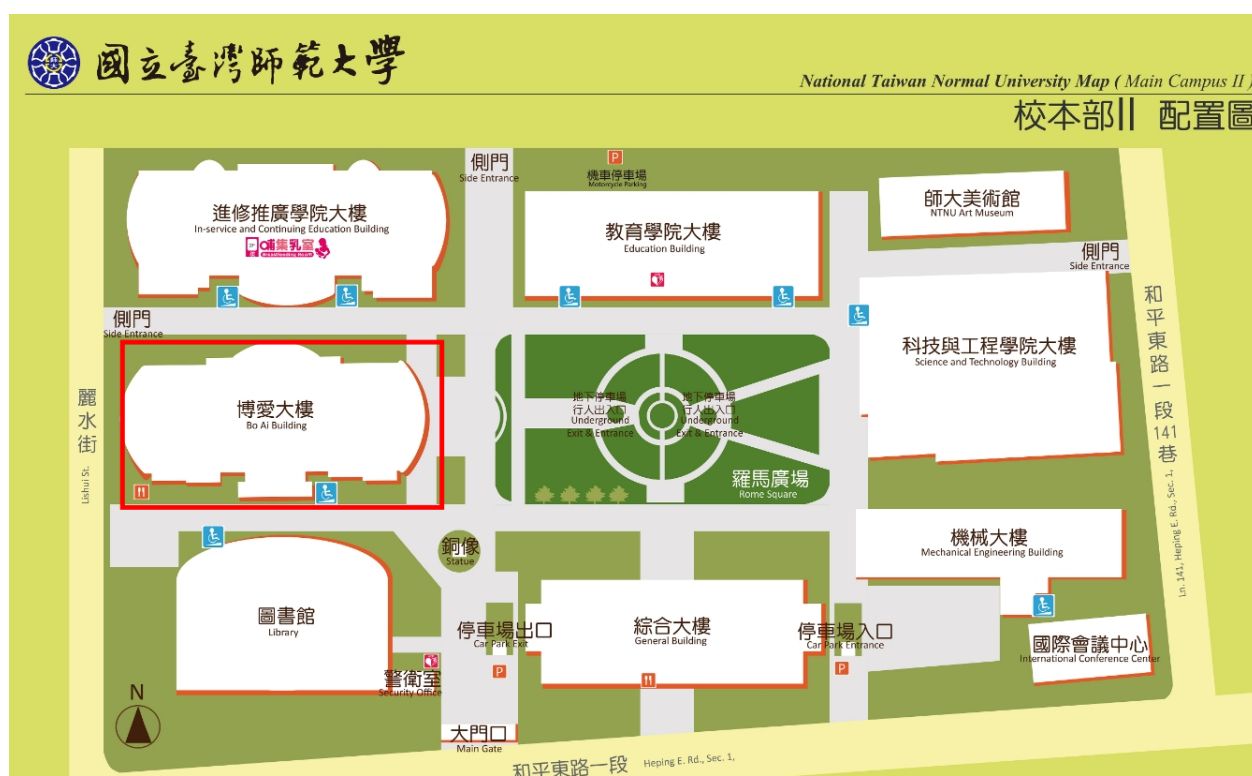 國立臺灣師範大學
National Taiwan Normal University Map ( Main Campus II )
校本部II 配置圖
側門
Side Entrance
P
機車停車場
Motorcycle Parking
進修推廣學院大樓
In-service and Continuing Education Building
哺集乳室
Breastfeeding Room
教育學院大樓
Education Building
師大美術館
NTNU Art Museum
側門
Side Entrance
側門
Side Entrance
科技與工程學院大樓
Science and Technology Building
和平東路一段141巷
Ln. 141, Heping E. Rd., Sec. 1,
麗水街
Lishui St.
博愛大樓
Bo Ai Building
地下停車場
行人出入口
Underground
Exit & Entrance
地下停車場
行人出入口
Underground
Exit & Entrance
羅馬廣場
Rome Square
銅像
Statue
機械大樓
Mechanical Engineering Building
圖書館
Library
停車場出口
Car Park Exit
P
綜合大樓
General Building
停車場入口
Car Park Entrance
P
國際會議中心
International Conference Center
警衛室
Security Office
N
大門口
Main Gate
和平東路一段 Heping E. Rd., Sec. 1,